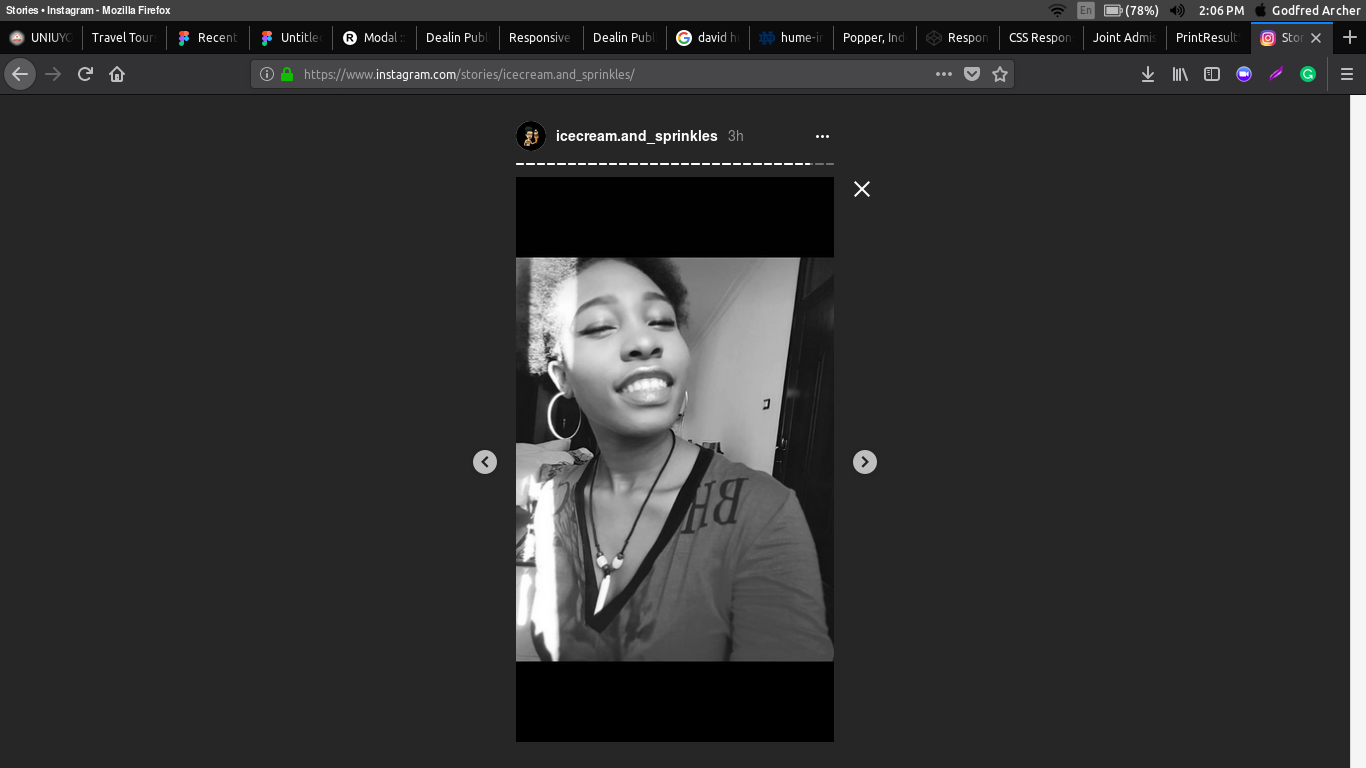 Stories • Instagram - Mozilla Firefox
En (78%) 2:06 PM Godfred Archer
UNIUYO Travel Tour Recent Untitle Modal :: Dealin Publ Responsive Dealin Publ david h hume-in Popper, Ind Respon CSS Respon Joint Admis PrintResult Stor
https://www.instagram.com/stories/icecream.and_sprinkles/
icecream.and_sprinkles 3h
BH